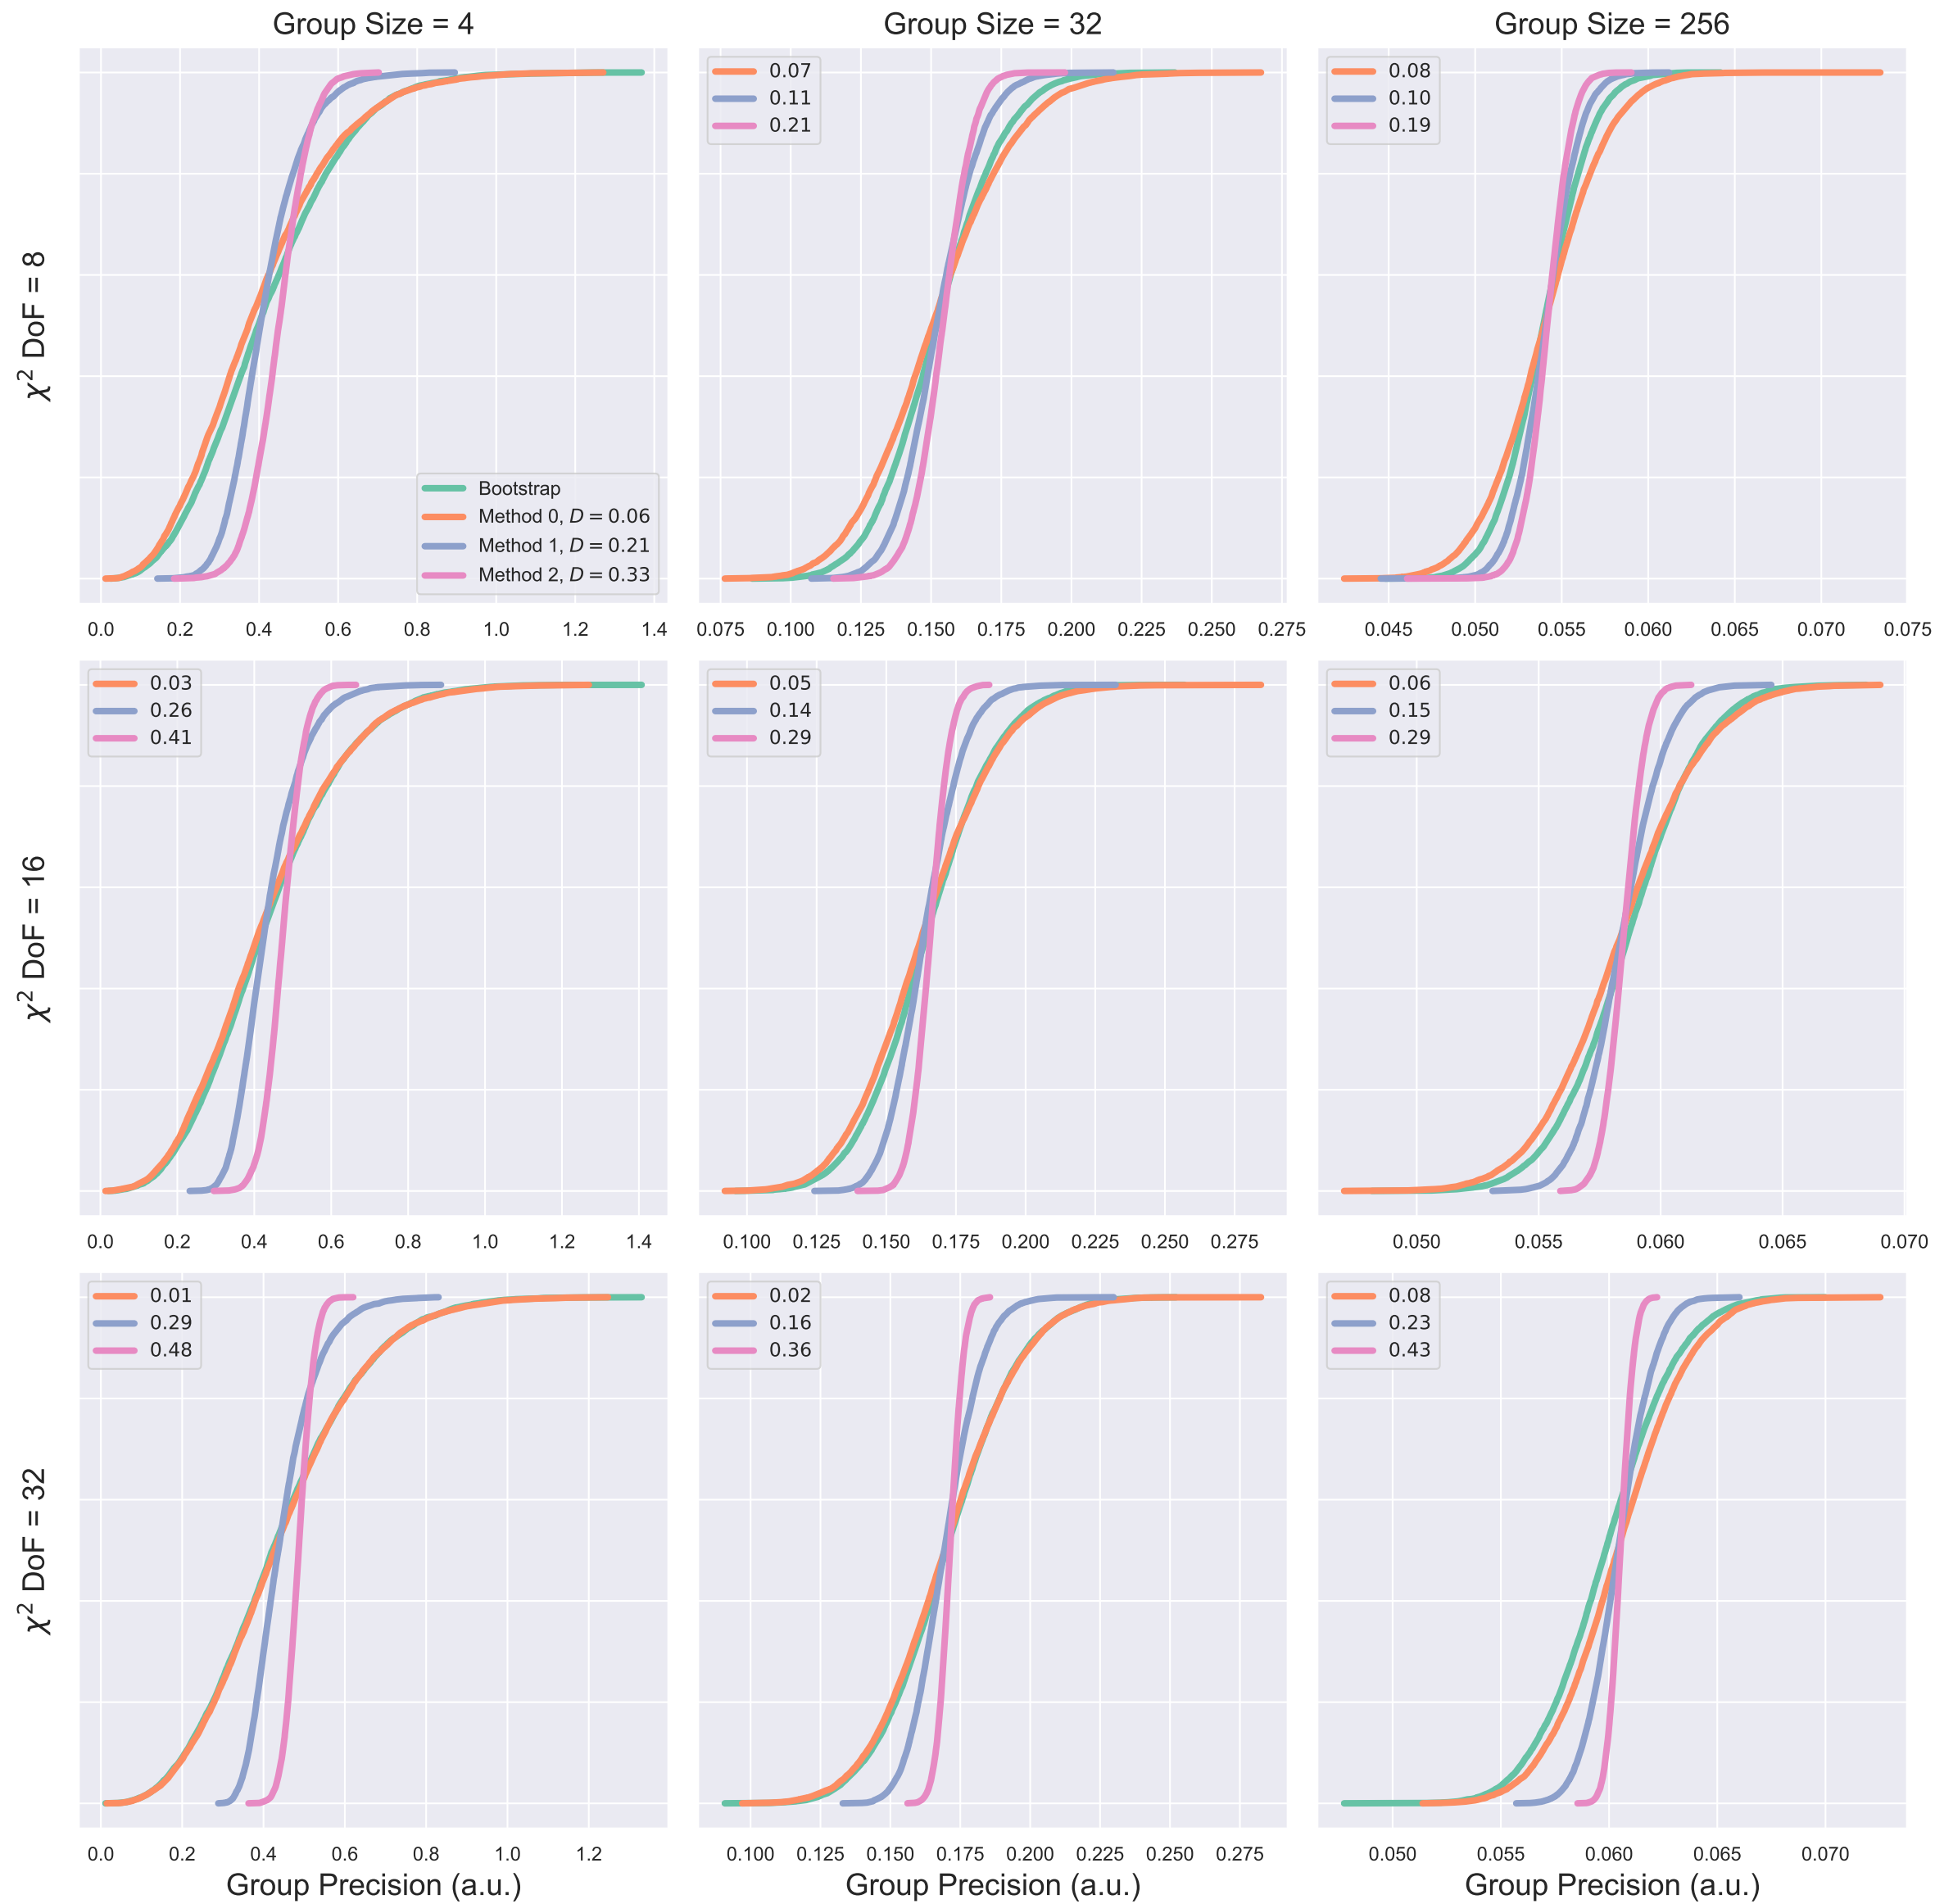 Group Size = 4
Group Size = 32
Group Size = 256
χ² DoF = 8
Bootstrap
Method 0, D = 0.06
Method 1, D = 0.21
Method 2, D = 0.33
0.07
0.11
0.21
0.08
0.10
0.19
0.0 0.2 0.4 0.6 0.8 1.0 1.2 1.4
0.075 0.100 0.125 0.150 0.175 0.200 0.225 0.250 0.275
0.045 0.050 0.055 0.060 0.065 0.070 0.075
χ² DoF = 16
0.03
0.26
0.41
0.05
0.14
0.29
0.06
0.15
0.29
0.0 0.2 0.4 0.6 0.8 1.0 1.2 1.4
0.100 0.125 0.150 0.175 0.200 0.225 0.250 0.275
0.050 0.055 0.060 0.065 0.070
χ² DoF = 32
0.01
0.29
0.48
0.02
0.16
0.36
0.08
0.23
0.43
0.0 0.2 0.4 0.6 0.8 1.0 1.2
0.100 0.125 0.150 0.175 0.200 0.225 0.250 0.275
0.050 0.055 0.060 0.065 0.070
Group Precision (a.u.)
Group Precision (a.u.)
Group Precision (a.u.)